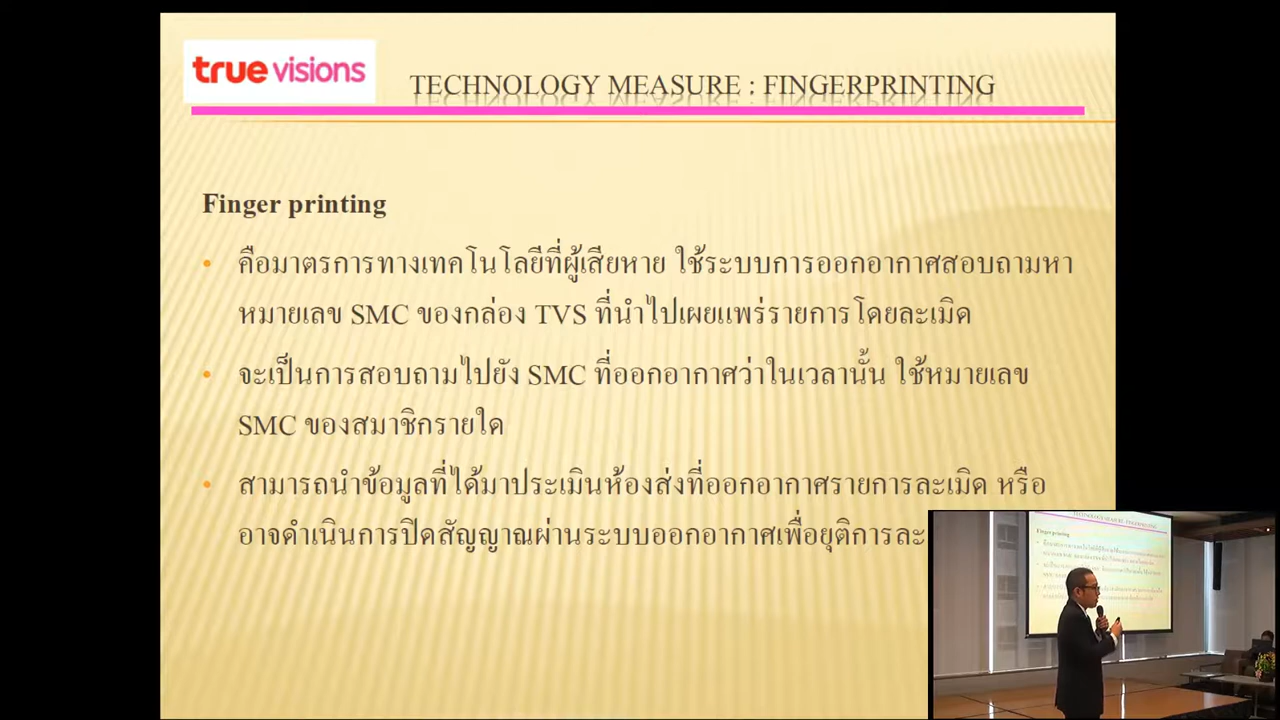 true visions
TECHNOLOGY MEASURE : FINGERPRINTING
Finger printing
• คือมาตรการทางเทคโนโลยีที่ผู้เสียหาย ใช้ระบบการออกอากาศสอบถามหา
หมายเลข SMC ของกล่อง TVS ที่นำไปเผยแพร่รายการโดยละเมิด
• จะเป็นการสอบถามไปยัง SMC ที่ออกอากาศว่าในเวลานั้น ใช้หมายเลข
SMC ของสมาชิกรายใด
• สามารถนำข้อมูลที่ได้มาประเมินห้องส่งที่ออกอากาศรายการละเมิด หรือ
อาจดำเนินการปิดสัญญาณผ่านระบบออกอากาศเพื่อยุติการละ
Finger printing